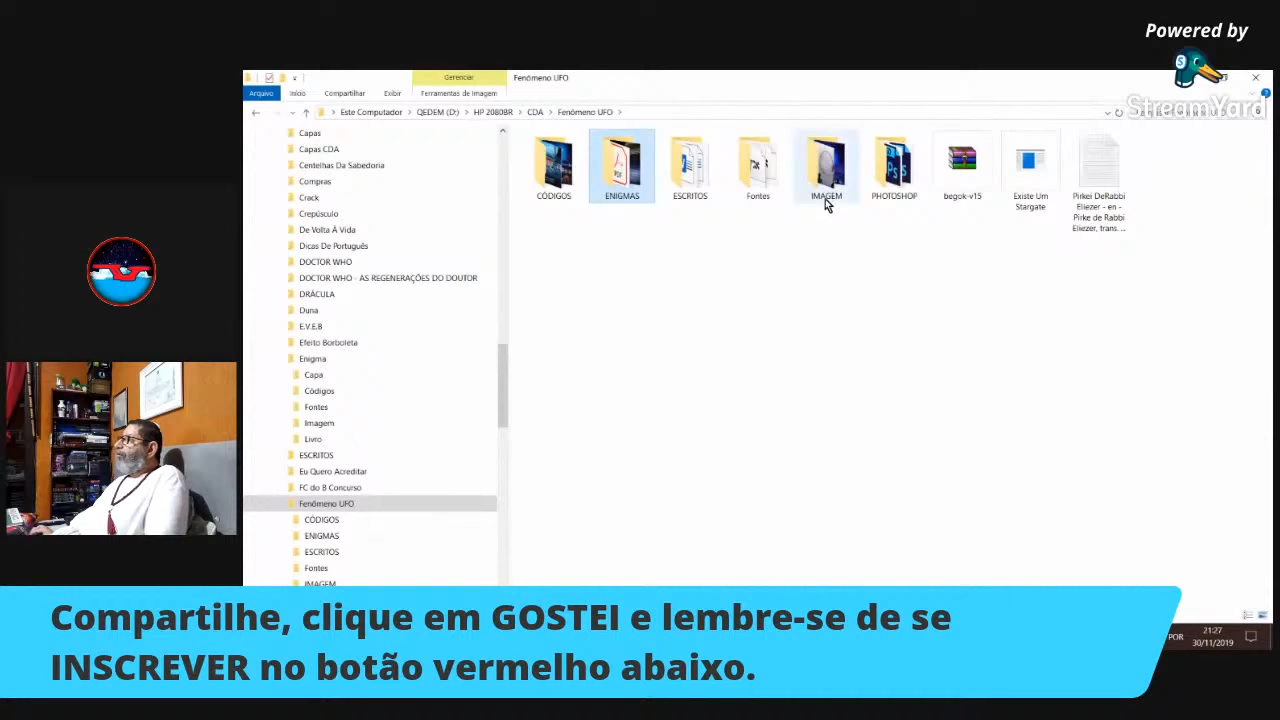 Powered by
StreamYard
Gerenciar
Fenômeno UFO
Arquivo
Início
Compartilhar
Exibir
Ferramentas de Imagem
Este Computador
QEDEM (D:)
HP 2080BR
CDA
Fenômeno UFO
Capas
Capas CDA
Centelhas Da Sabedoria
Compras
Crack
Crepúsculo
De Volta Á Vida
Dicas De Português
DOCTOR WHO
DOCTOR WHO - AS REGENERAÇÕES DO DOUTOR
DRÁCULA
Duna
E.V.E.B
Efeito Borboleta
Enigma
Capa
Códigos
Fontes
Imagem
Livro
ESCRITOS
Eu Quero Acreditar
FC do B Concurso
Fenômeno UFO
CÓDIGOS
ENIGMAS
ESCRITOS
Fontes
IMAGEM
CÓDIGOS
ENIGMAS
ESCRITOS
Fontes
IMAGEM
PHOTOSHOP
begok-v15
Existe Um
Stargate
Pirkei DeRabbi
Eliezer - en -
Pirke de Rabbi
Eliezer, trans. ...
POR
21:27
30/11/2019
Compartilhe, clique em GOSTEI e lembre-se de se
INSCREVER no botão vermelho abaixo.